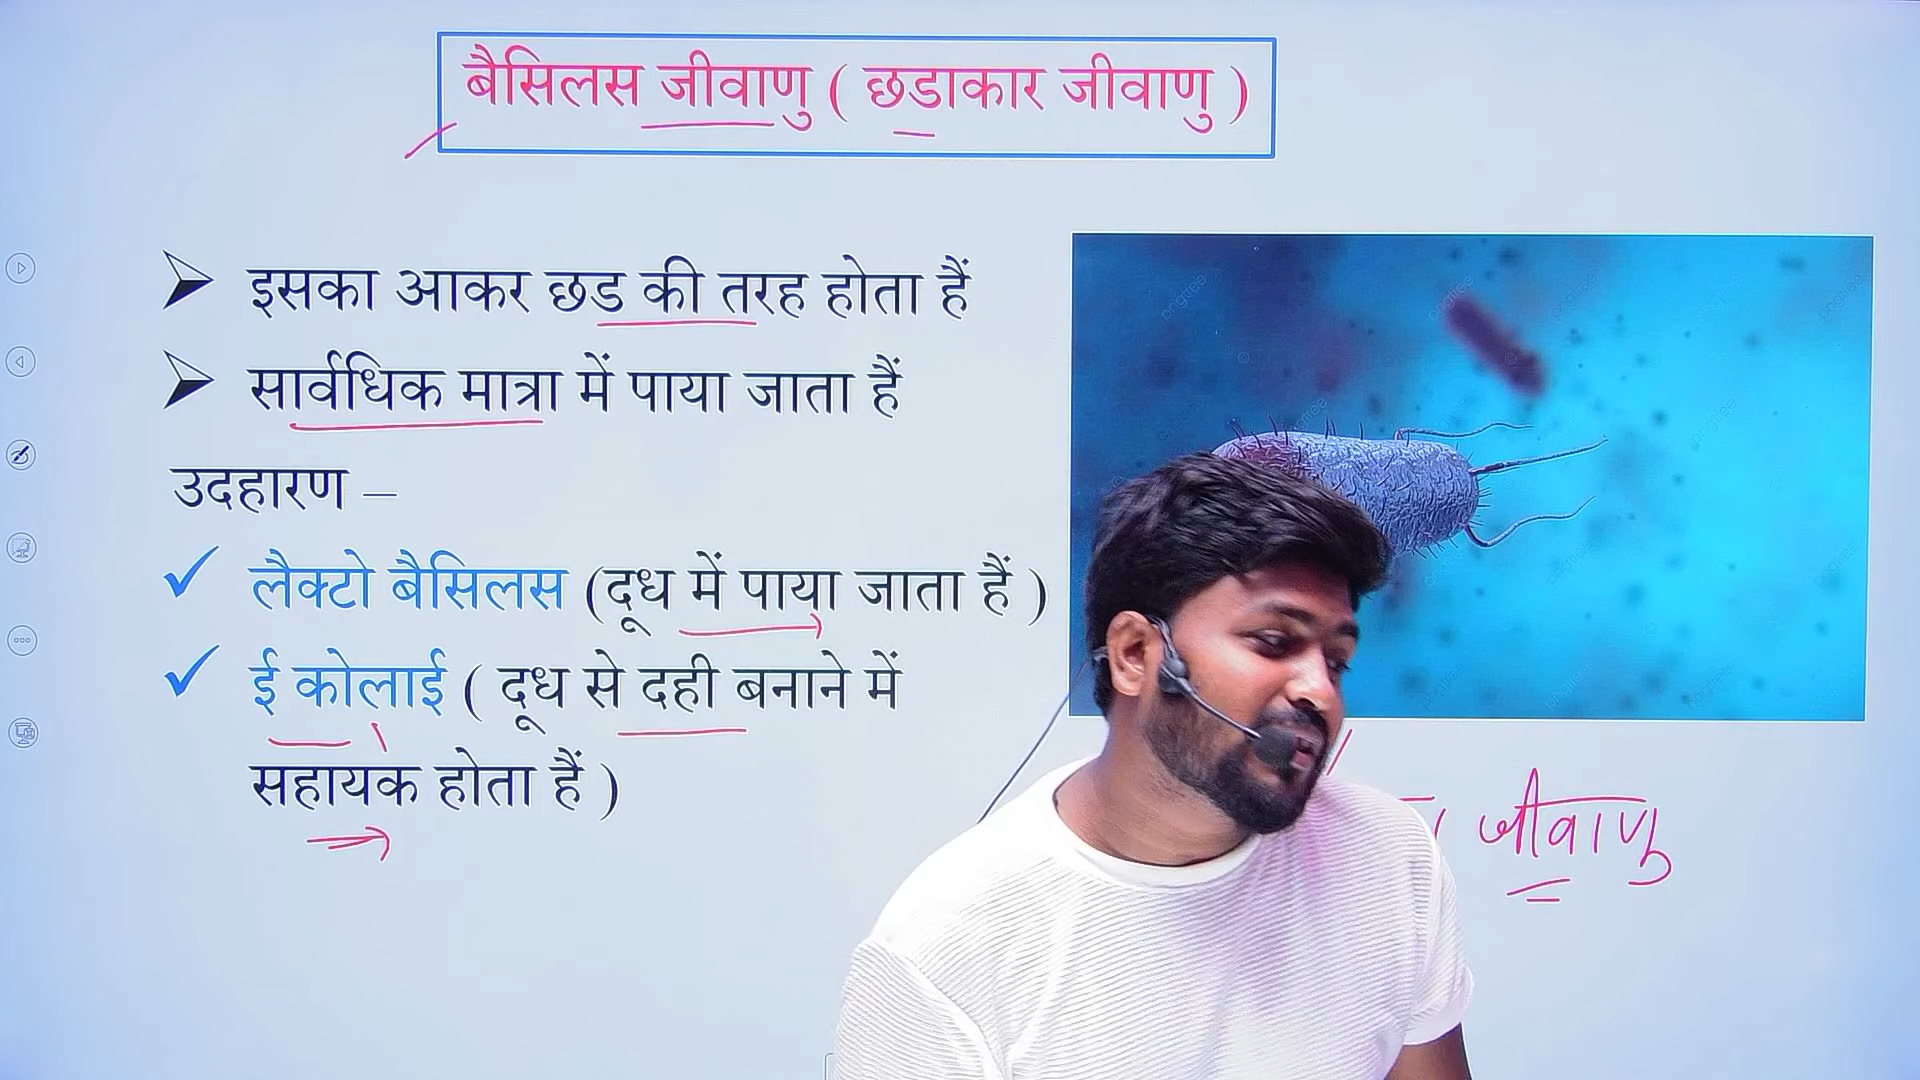 बैसिलस जीवाणु ( छडाकार जीवाणु )
इसका आकर छड की तरह होता हैं
सार्वधिक मात्रा में पाया जाता हैं
उदहारण –
लैक्टो बैसिलस (दूध में पाया जाता हैं )
ई कोलाई ( दूध से दही बनाने में
सहायक होता हैं )
जीवाणु